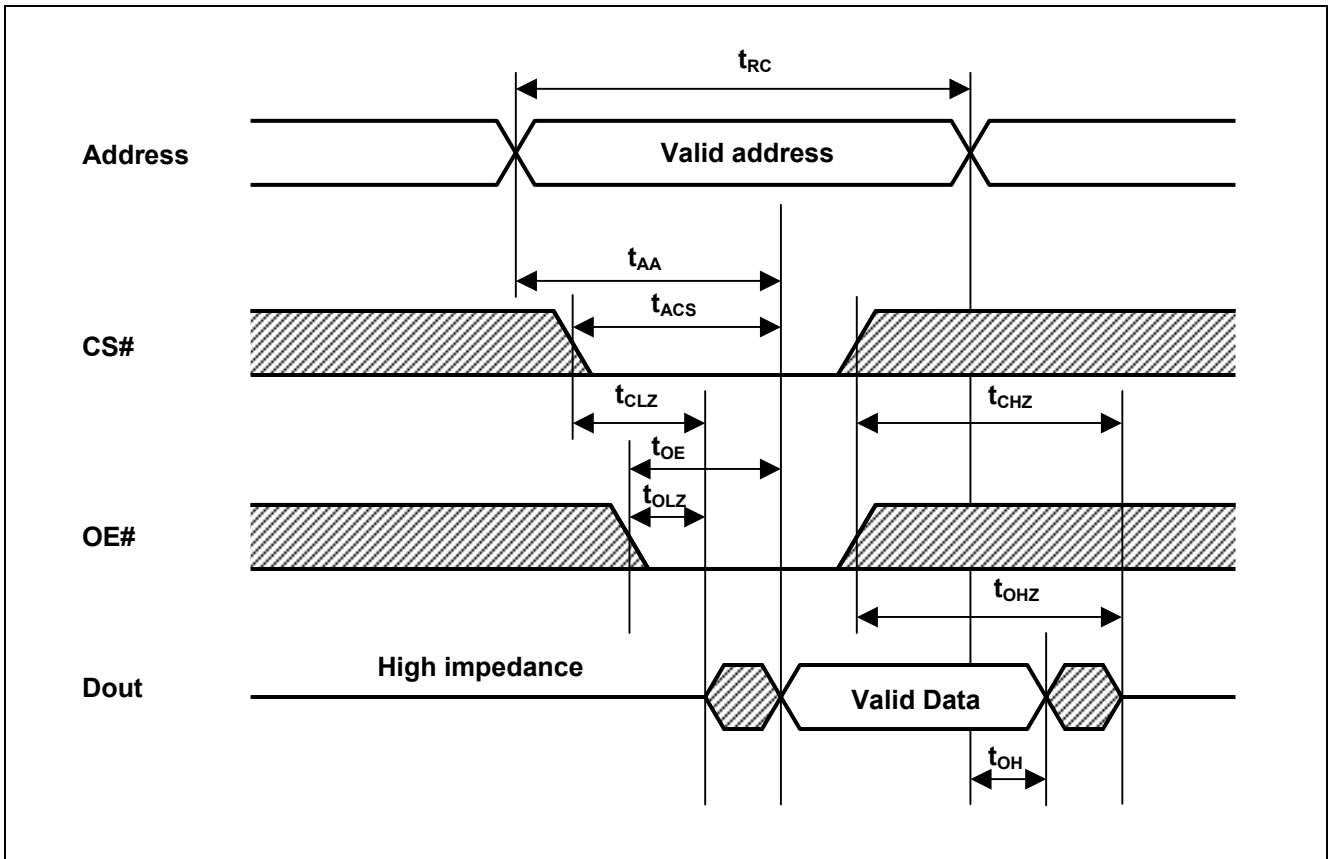 tRC
Address
Valid address
tAA
tACS
CS#
tCLZ
tCHZ
tOE
tOLZ
OE#
tOHZ
High impedance
Dout
Valid Data
tOH